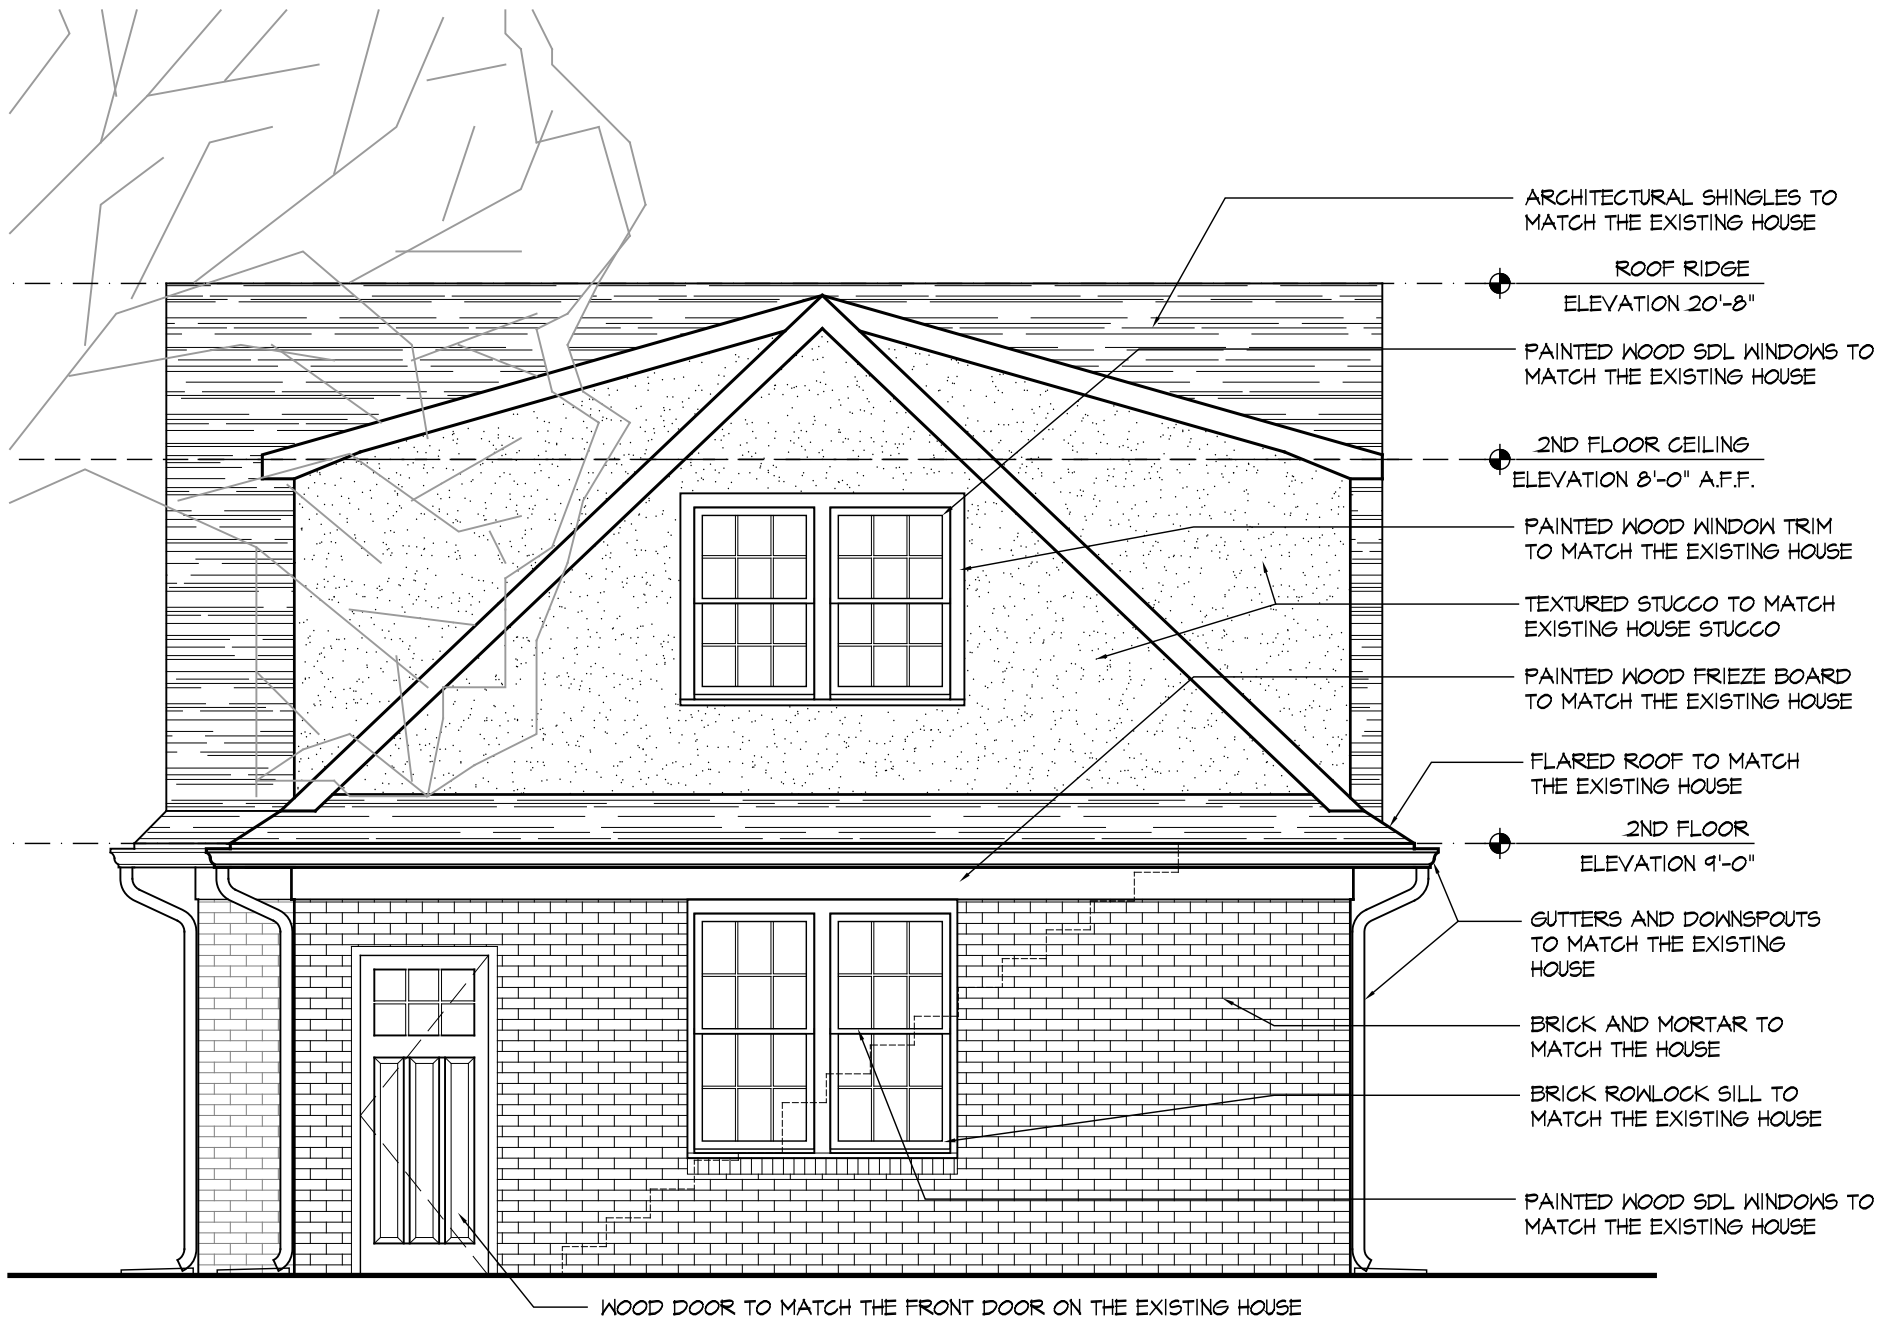 ARCHITECTURAL SHINGLES TO
MATCH THE EXISTING HOUSE
ROOF RIDGE
ELEVATION 20'-8"
PAINTED WOOD SDL WINDOWS TO
MATCH THE EXISTING HOUSE
2ND FLOOR CEILING
ELEVATION 8'-0" A.F.F.
PAINTED WOOD WINDOW TRIM
TO MATCH THE EXISTING HOUSE
TEXTURED STUCCO TO MATCH
EXISTING HOUSE STUCCO
PAINTED WOOD FRIEZE BOARD
TO MATCH THE EXISTING HOUSE
FLARED ROOF TO MATCH
THE EXISTING HOUSE
2ND FLOOR
ELEVATION 9'-0"
GUTTERS AND DOWNSPOUTS
TO MATCH THE EXISTING
HOUSE
BRICK AND MORTAR TO
MATCH THE HOUSE
BRICK ROWLOCK SILL TO
MATCH THE EXISTING HOUSE
PAINTED WOOD SDL WINDOWS TO
MATCH THE EXISTING HOUSE
WOOD DOOR TO MATCH THE FRONT DOOR ON THE EXISTING HOUSE